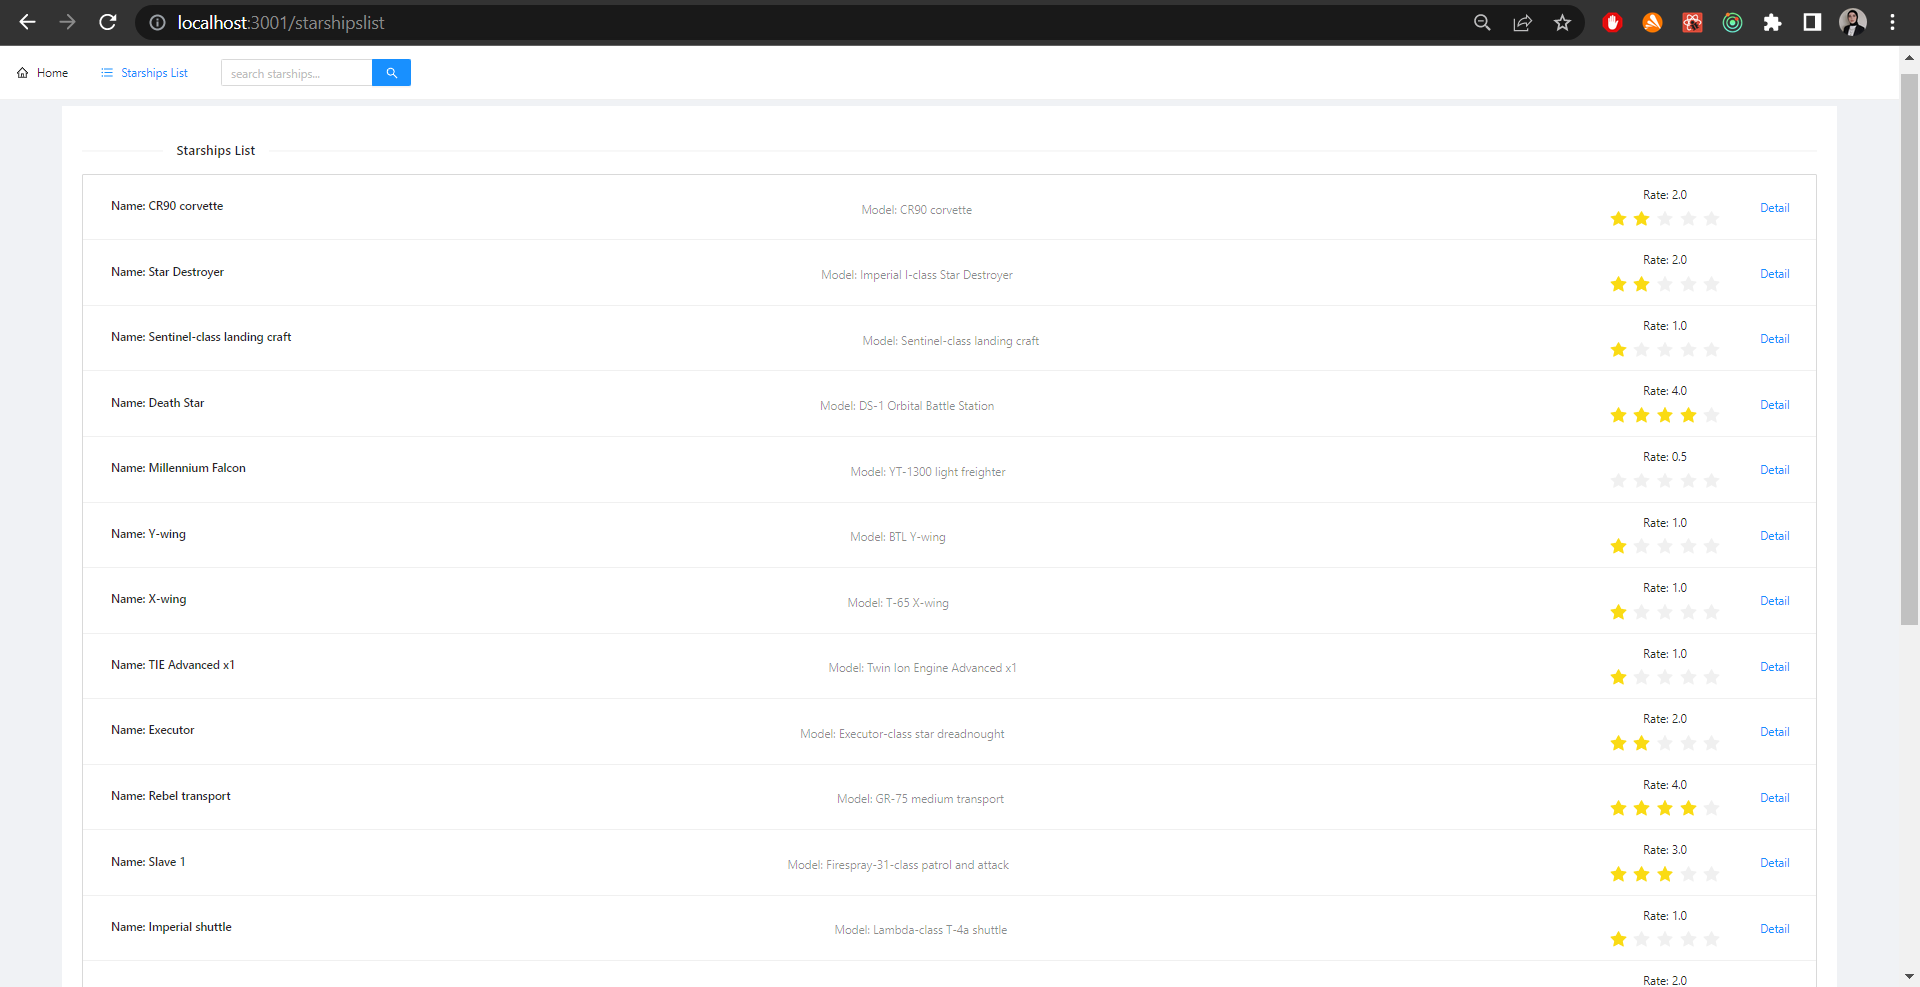 localhost:3001/starshipslist
Home Starships List search starships...
Starships List
Rate: 2.0
Name: CR90 corvette Model: CR90 corvette Detail
Rate: 2.0
Name: Star Destroyer Model: Imperial I-class Star Destroyer Detail
Rate: 1.0
Name: Sentinel-class landing craft Model: Sentinel-class landing craft Detail
Rate: 4.0
Name: Death Star Model: DS-1 Orbital Battle Station Detail
Rate: 0.5
Name: Millennium Falcon Model: YT-1300 light freighter Detail
Rate: 1.0
Name: Y-wing Model: BTL Y-wing Detail
Rate: 1.0
Name: X-wing Model: T-65 X-wing Detail
Rate: 1.0
Name: TIE Advanced x1 Model: Twin Ion Engine Advanced x1 Detail
Rate: 2.0
Name: Executor Model: Executor-class star dreadnought Detail
Rate: 4.0
Name: Rebel transport Model: GR-75 medium transport Detail
Rate: 3.0
Name: Slave 1 Model: Firespray-31-class patrol and attack Detail
Rate: 1.0
Name: Imperial shuttle Model: Lambda-class T-4a shuttle Detail
Rate: 2.0